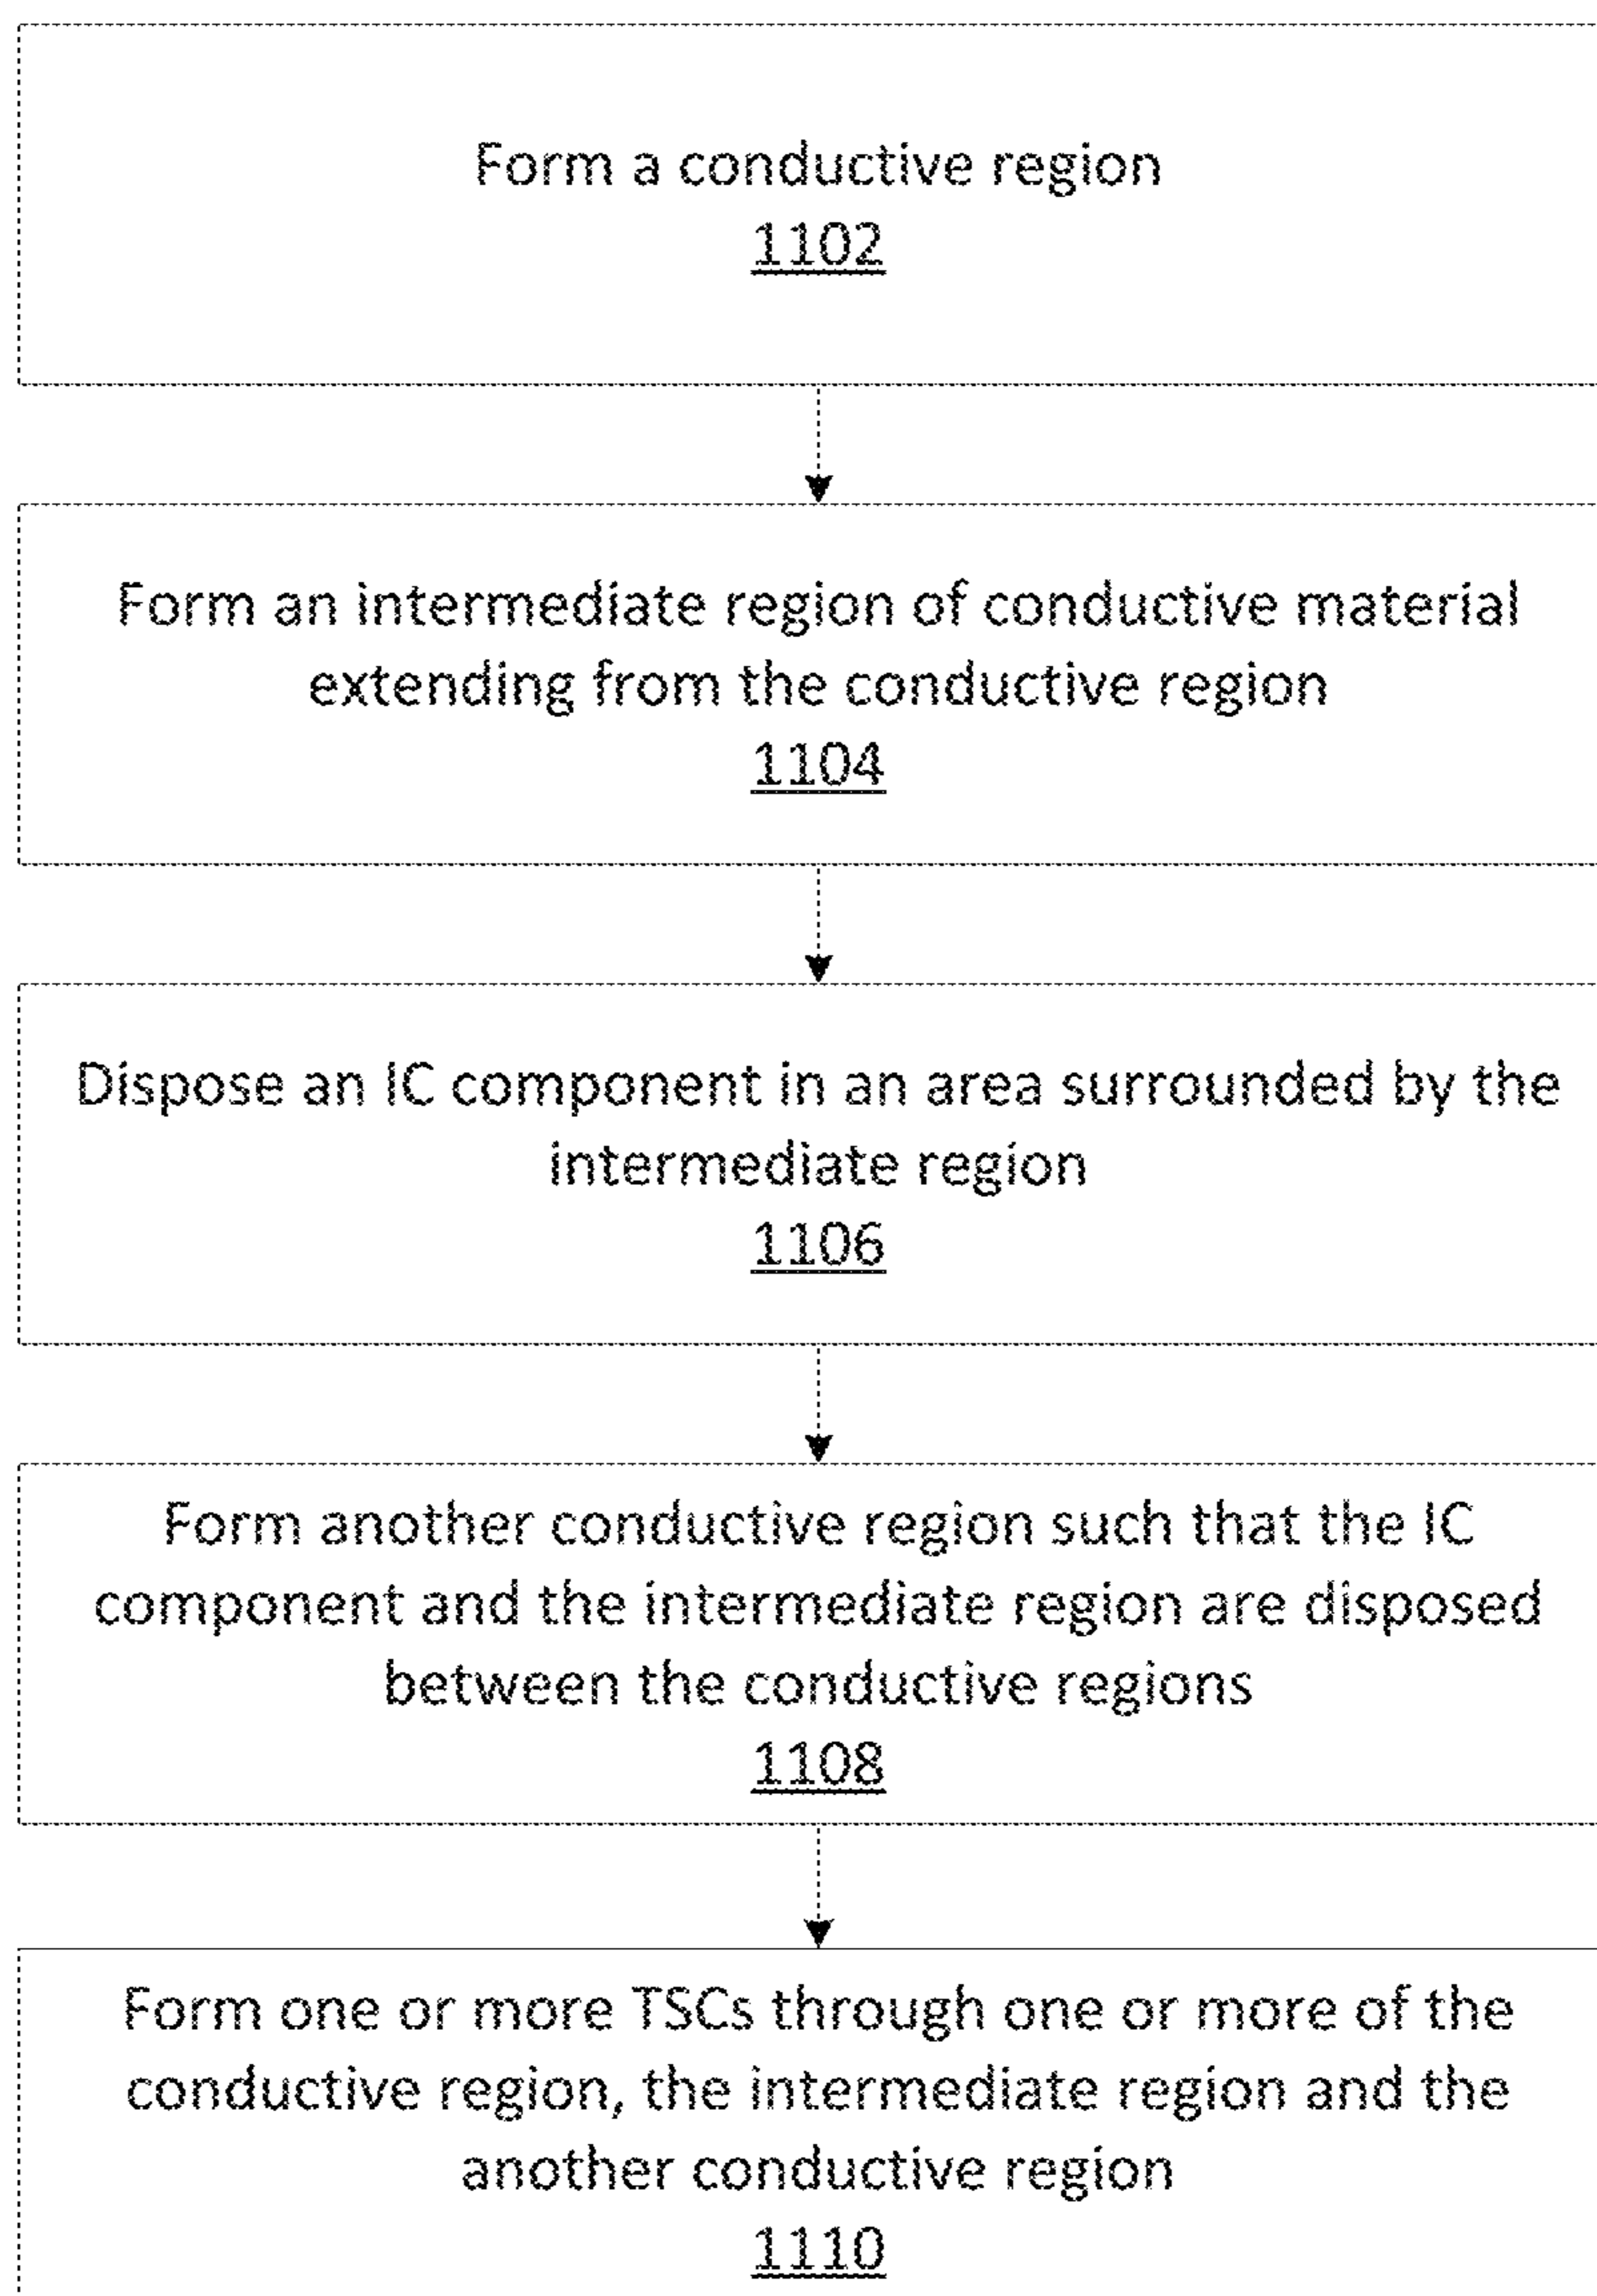 Form a conductive region
1102
Form an intermediate region of conductive material
extending from the conductive region
1104
Dispose an IC component in an area surrounded by the
intermediate region
1106
Form another conductive region such that the IC
component and the intermediate region are disposed
between the conductive regions
1108
Form one or more TSCs through one or more of the
conductive region, the intermediate region and the
another conductive region
1110